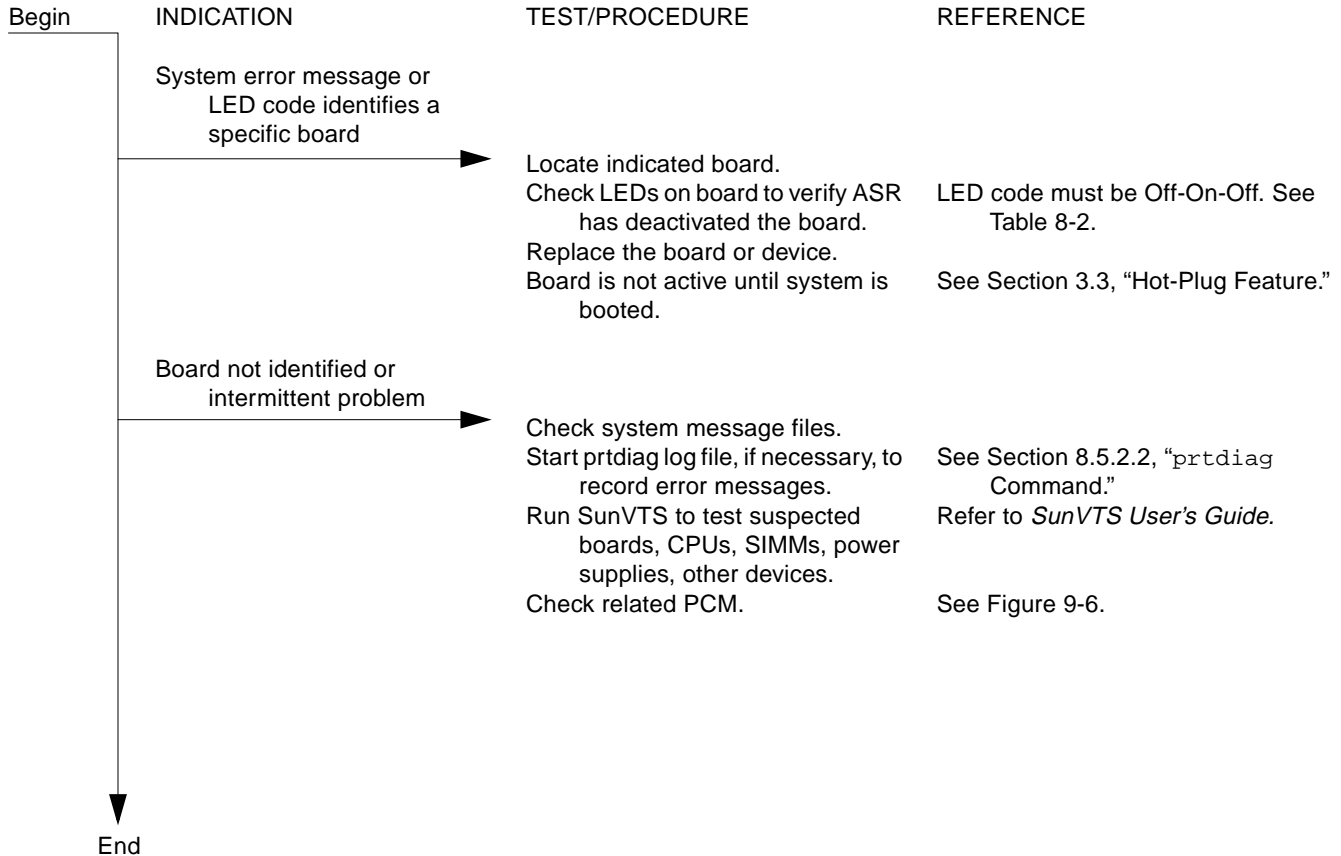 Begin INDICATION TEST/PROCEDURE REFERENCE
System error message or
LED code identifies a
specific board
Locate indicated board.
Check LEDs on board to verify ASR LED code must be Off-On-Off. See
has deactivated the board. Table 8-2.
Replace the board or device.
Board is not active until system is See Section 3.3, “Hot-Plug Feature.”
booted.
Board not identified or
intermittent problem
Check system message files.
Start prtdiag log file, if necessary, to See Section 8.5.2.2, “prtdiag
record error messages. Command.”
Run SunVTS to test suspected Refer to SunVTS User's Guide.
boards, CPUs, SIMMs, power
supplies, other devices.
Check related PCM. See Figure 9-6.
End